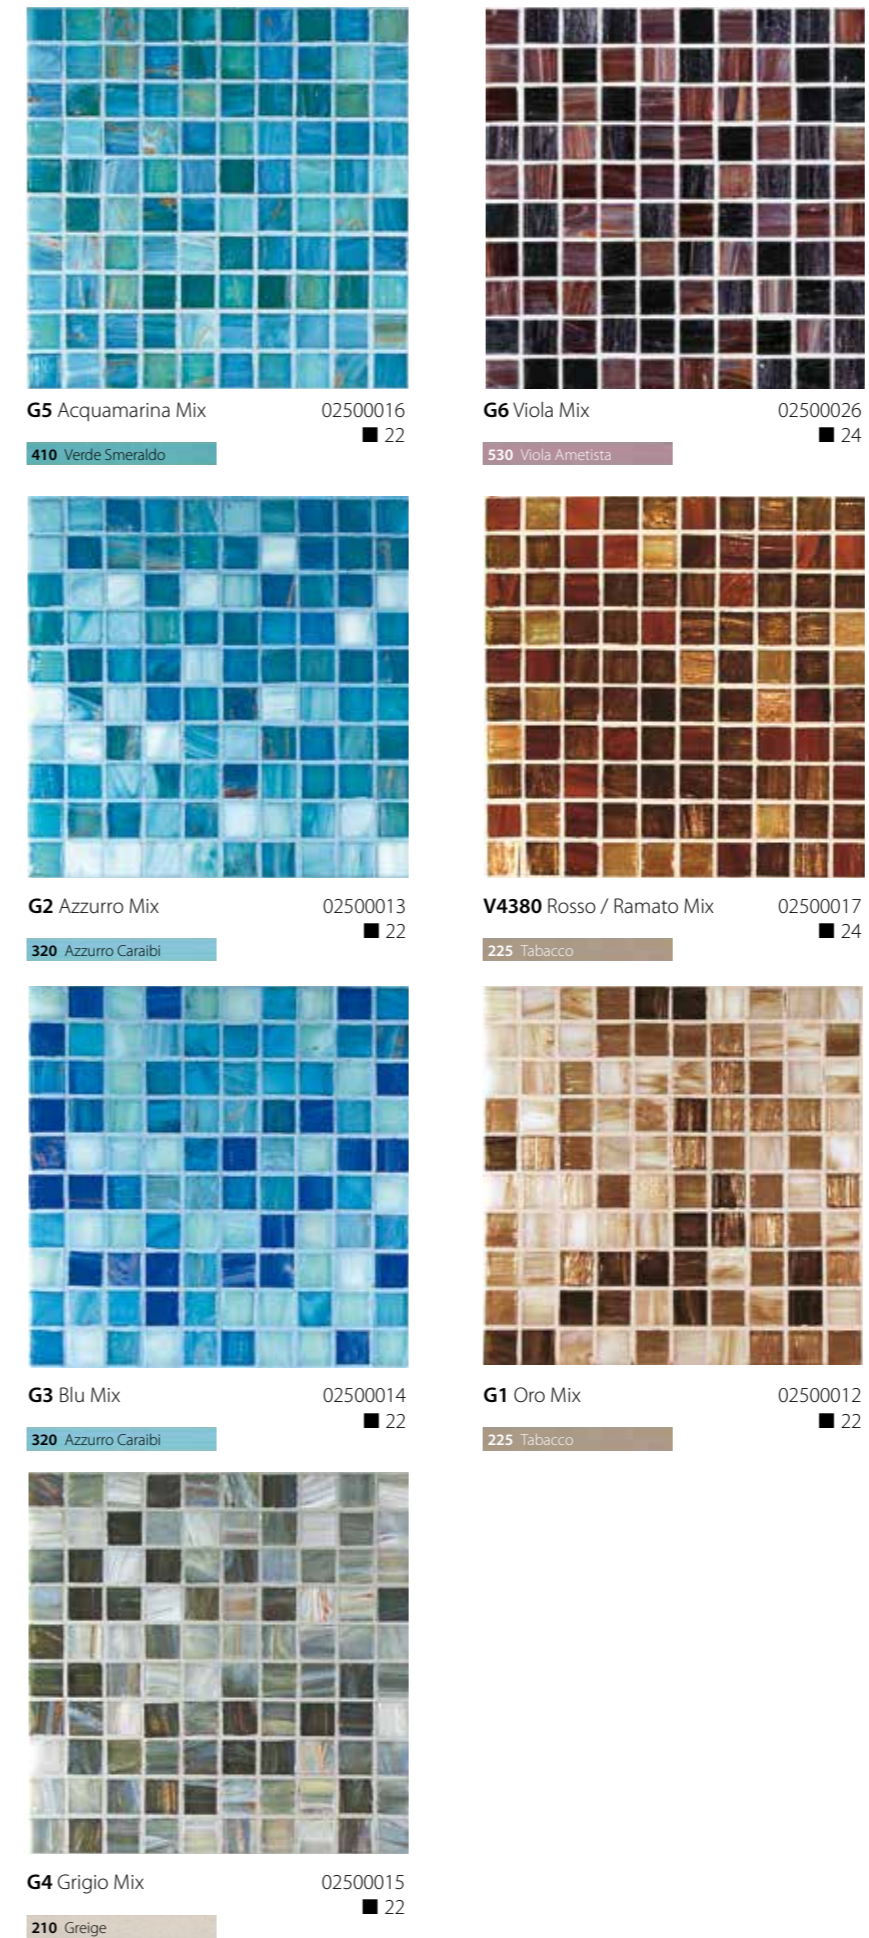 G5 Acquamarina Mix 02500016
■ 22
410 Verde Smeraldo
G6 Viola Mix 02500026
■ 24
530 Viola Ametista
G2 Azzurro Mix 02500013
■ 22
320 Azzurro Caraibi
V4380 Rosso / Ramato Mix 02500017
■ 24
225 Tabacco
G3 Blu Mix 02500014
■ 22
320 Azzurro Caraibi
G1 Oro Mix 02500012
■ 22
225 Tabacco
G4 Grigio Mix 02500015
■ 22
210 Greige